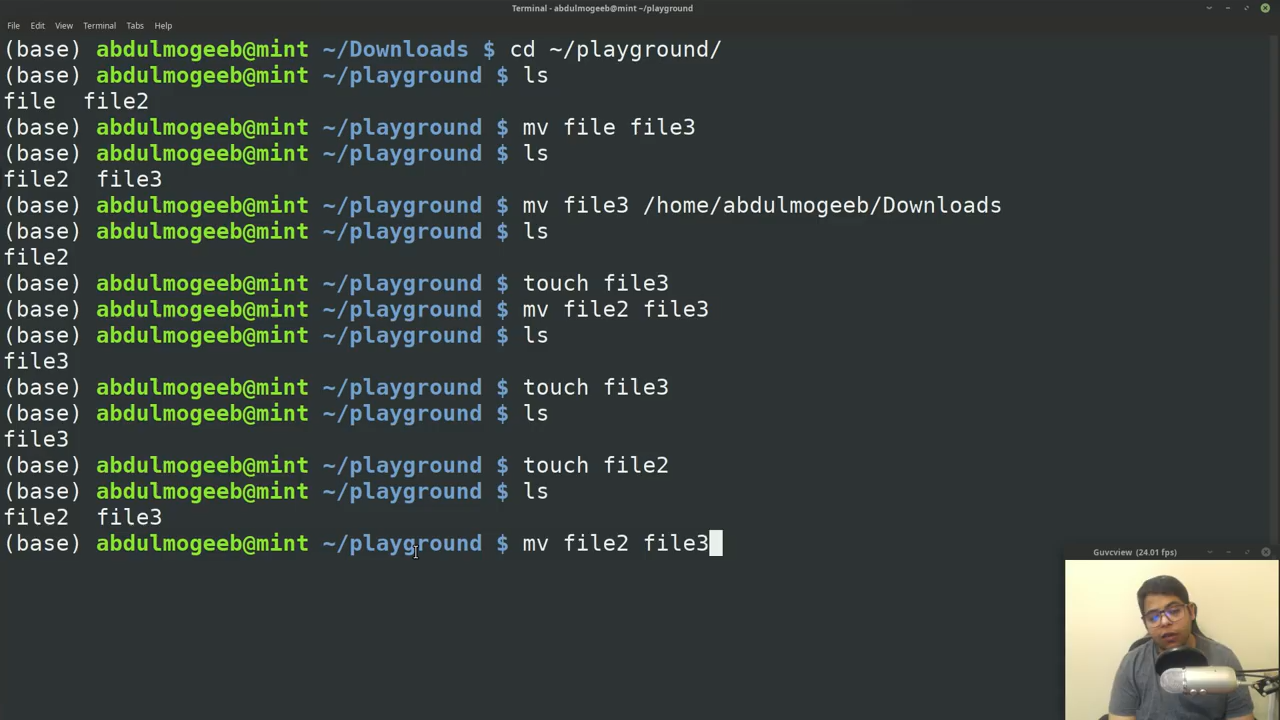 Terminal - abdulmogeeb@mint ~/playground
File Edit View Terminal Tabs Help
(base) abdulmogeeb@mint ~/Downloads $ cd ~/playground/
(base) abdulmogeeb@mint ~/playground $ ls
file file2
(base) abdulmogeeb@mint ~/playground $ mv file file3
(base) abdulmogeeb@mint ~/playground $ ls
file2 file3
(base) abdulmogeeb@mint ~/playground $ mv file3 /home/abdulmogeeb/Downloads
(base) abdulmogeeb@mint ~/playground $ ls
file2
(base) abdulmogeeb@mint ~/playground $ touch file3
(base) abdulmogeeb@mint ~/playground $ mv file2 file3
(base) abdulmogeeb@mint ~/playground $ ls
file3
(base) abdulmogeeb@mint ~/playground $ touch file3
(base) abdulmogeeb@mint ~/playground $ ls
file3
(base) abdulmogeeb@mint ~/playground $ touch file2
(base) abdulmogeeb@mint ~/playground $ ls
file2 file3
(base) abdulmogeeb@mint ~/playground $ mv file2 file3
Guvcview (24.01 fps)